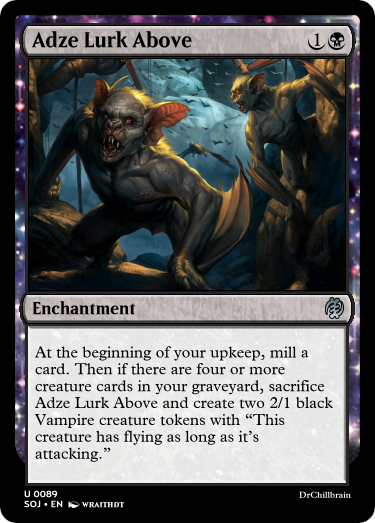 Adze Lurk Above
1
Enchantment
At the beginning of your upkeep, mill a
card. Then if there are four or more
creature cards in your graveyard, sacrifice
Adze Lurk Above and create two 2/1 black
Vampire creature tokens with “This
creature has flying as long as it’s
attacking.”
U 0089
DrChillbrain
SOJ • EN WRAITHDT